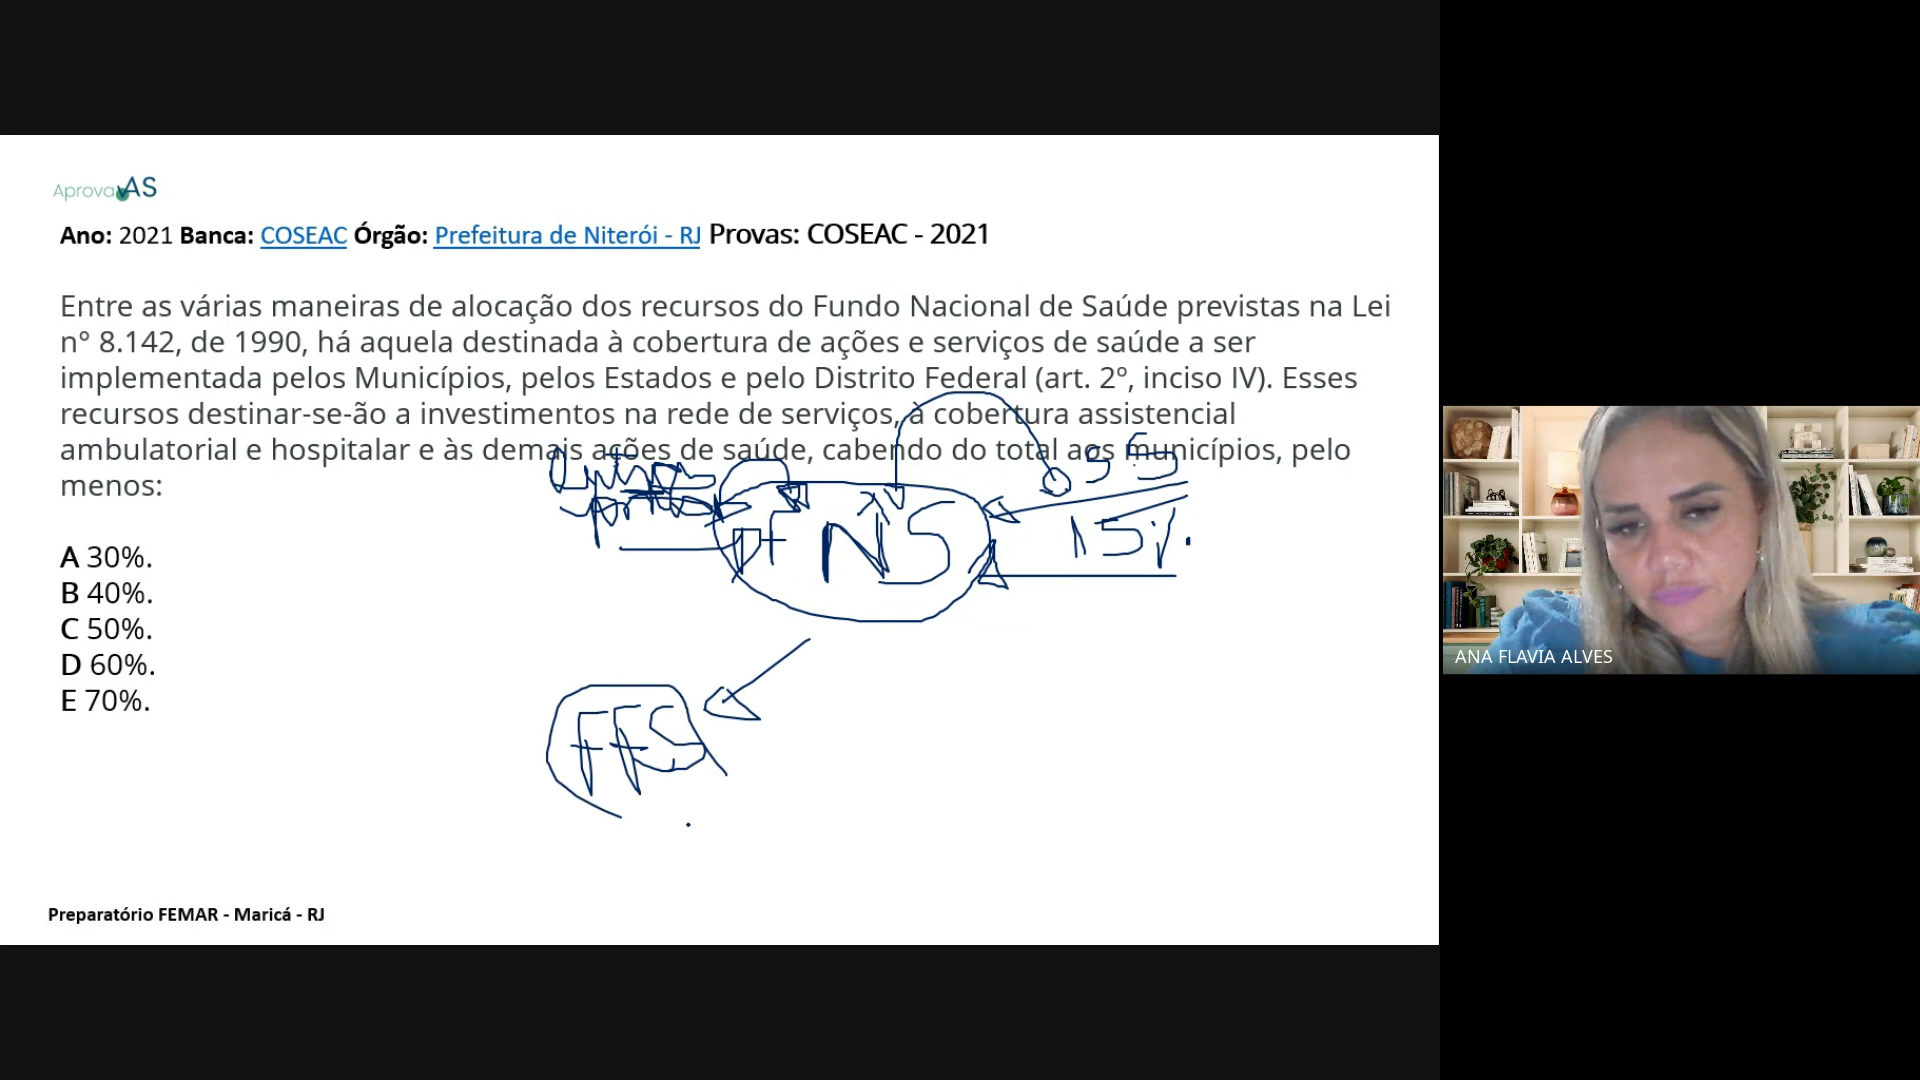 AprovaAS
Ano: 2021 Banca: COSEAC Órgão: Prefeitura de Niterói - RJ Provas: COSEAC - 2021
Entre as várias maneiras de alocação dos recursos do Fundo Nacional de Saúde previstas na Lei
n° 8.142, de 1990, há aquela destinada à cobertura de ações e serviços de saúde a ser
implementada pelos Municípios, pelos Estados e pelo Distrito Federal (art. 2º, inciso IV). Esses
recursos destinar-se-ão a investimentos na rede de serviços, à cobertura assistencial
ambulatorial e hospitalar e às demais ações de saúde, cabendo do total aos municípios, pelo
menos:
FNS
15%
A 30%.
B 40%.
C 50%.
D 60%.
E 70%.
FFS
Preparatório FEMAR - Maricá - RJ
ANA FLAVIA ALVES